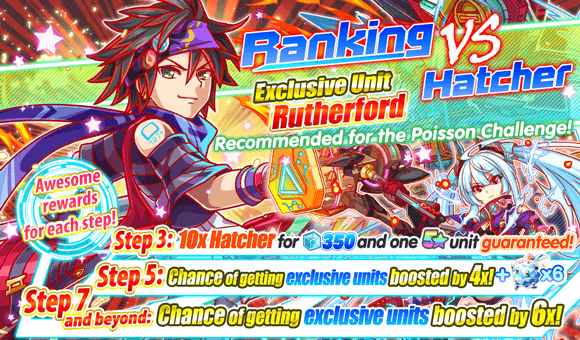 Ranking VS
Hatcher
Exclusive Unit
Rutherford
Recommended for the Poisson Challenge!
Awesome
rewards
for each step!
Step 3: 10x Hatcher for 350 and one 5★ unit guaranteed!
Step 5: Chance of getting exclusive units boosted by 4x! + x6
Step 7
and beyond: Chance of getting exclusive units boosted by 6x!